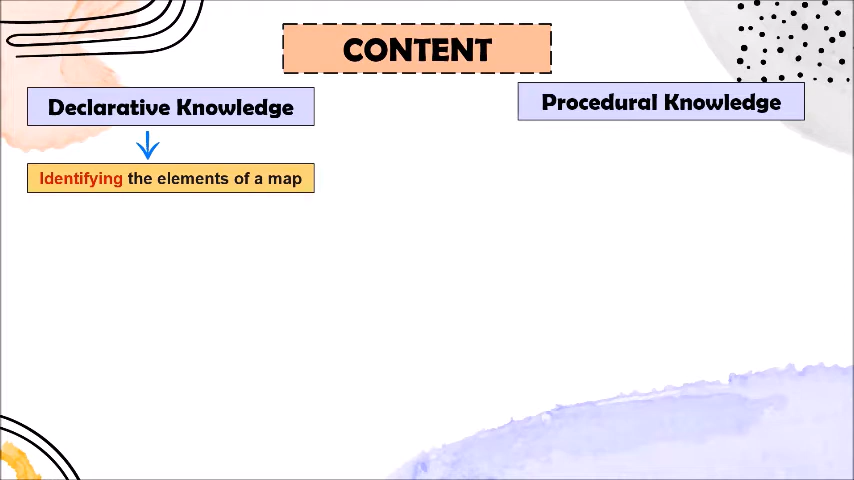 CONTENT
Declarative Knowledge
Procedural Knowledge
Identifying the elements of a map